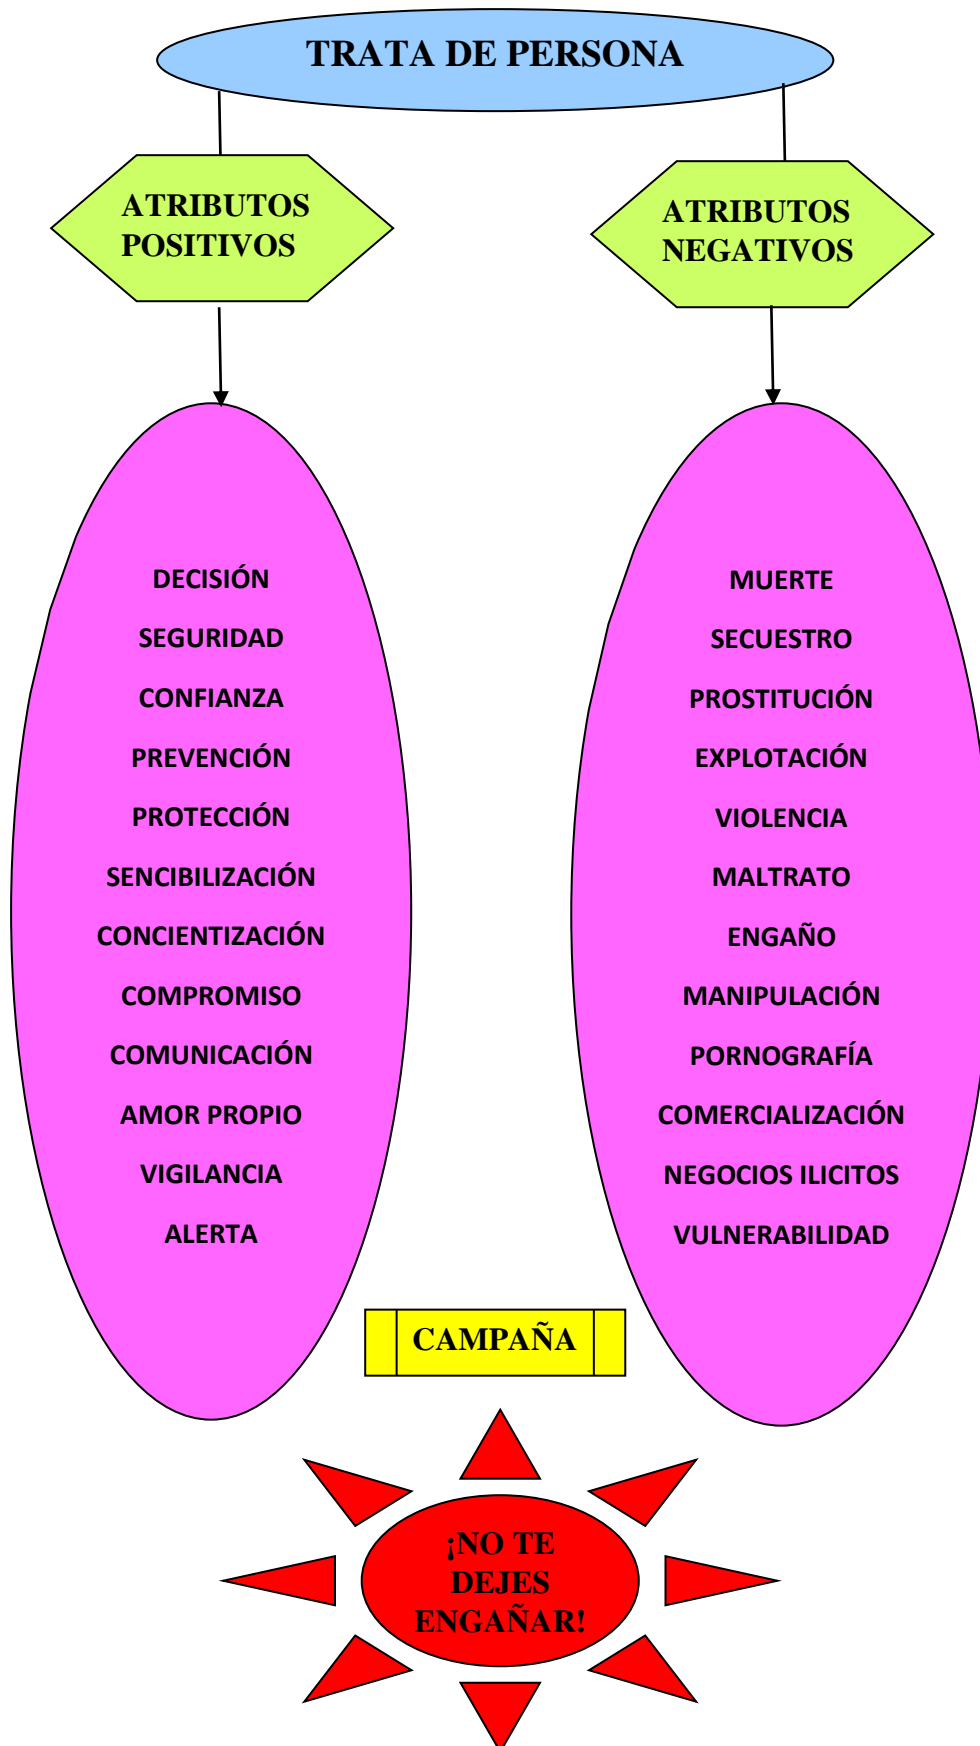 TRATA DE PERSONA
ATRIBUTOS
POSITIVOS
ATRIBUTOS
NEGATIVOS
DECISIÓN
SEGURIDAD
CONFIANZA
PREVENCIÓN
PROTECCIÓN
SENCIBILIZACIÓN
CONCIENTIZACIÓN
COMPROMISO
COMUNICACIÓN
AMOR PROPIO
VIGILANCIA
ALERTA
MUERTE
SECUESTRO
PROSTITUCIÓN
EXPLOTACIÓN
VIOLENCIA
MALTRATO
ENGAÑO
MANIPULACIÓN
PORNOGRAFÍA
COMERCIALIZACIÓN
NEGOCIOS ILICITOS
VULNERABILIDAD
CAMPAÑA
¡NO TE
DEJES
ENGAÑAR!